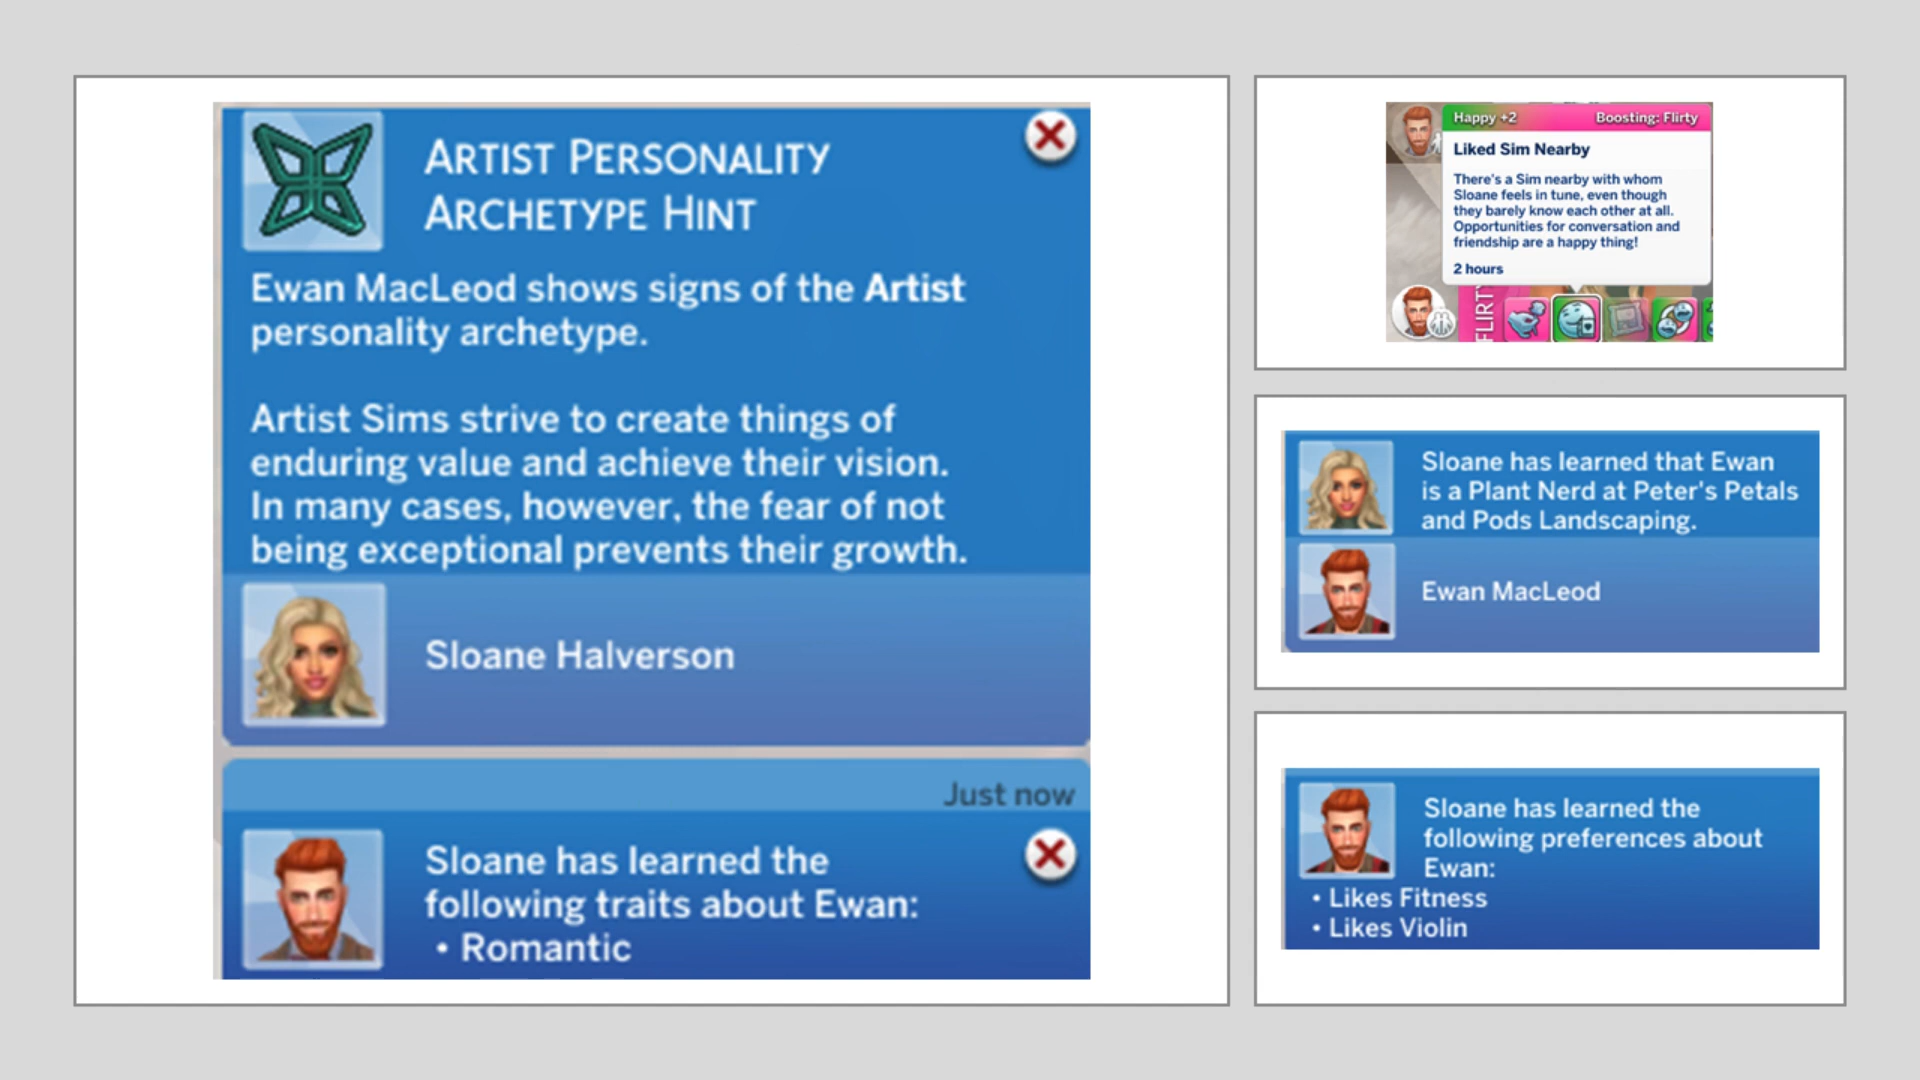 ARTIST PERSONALITY
ARCHETYPE HINT
Ewan MacLeod shows signs of the Artist
personality archetype.
Artist Sims strive to create things of
enduring value and achieve their vision.
In many cases, however, the fear of not
being exceptional prevents their growth.
Sloane Halverson
Just now
Sloane has learned the
following traits about Ewan:
• Romantic
Happy +2 Boosting: Flirty
Liked Sim Nearby
There's a Sim nearby with whom
Sloane feels in tune, even though
they barely know each other at all.
Opportunities for conversation and
friendship are a happy thing!
2 hours
FLIRTY
Sloane has learned that Ewan
is a Plant Nerd at Peter's Petals
and Pods Landscaping.
Ewan MacLeod
Sloane has learned the
following preferences about
Ewan:
• Likes Fitness
• Likes Violin